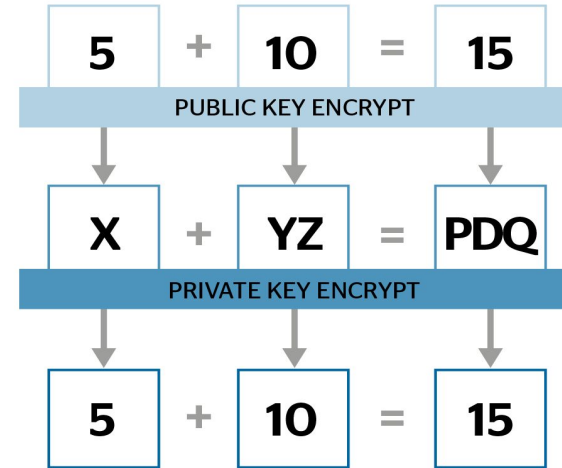 5 + 10 = 15
PUBLIC KEY ENCRYPT
X + YZ = PDQ
PRIVATE KEY ENCRYPT
5 + 10 = 15